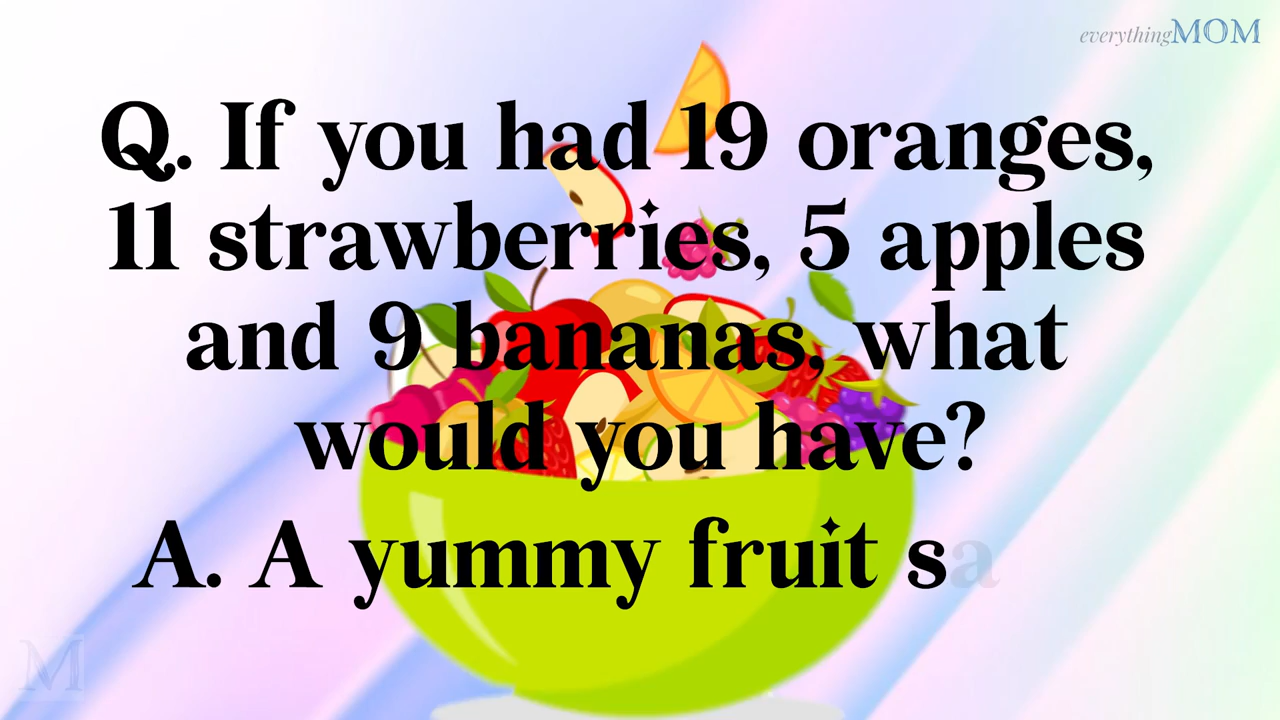 everythingMOM
Q. If you had 19 oranges,
11 strawberries, 5 apples
and 9 bananas, what
would you have?
A. A yummy fruit sa
M